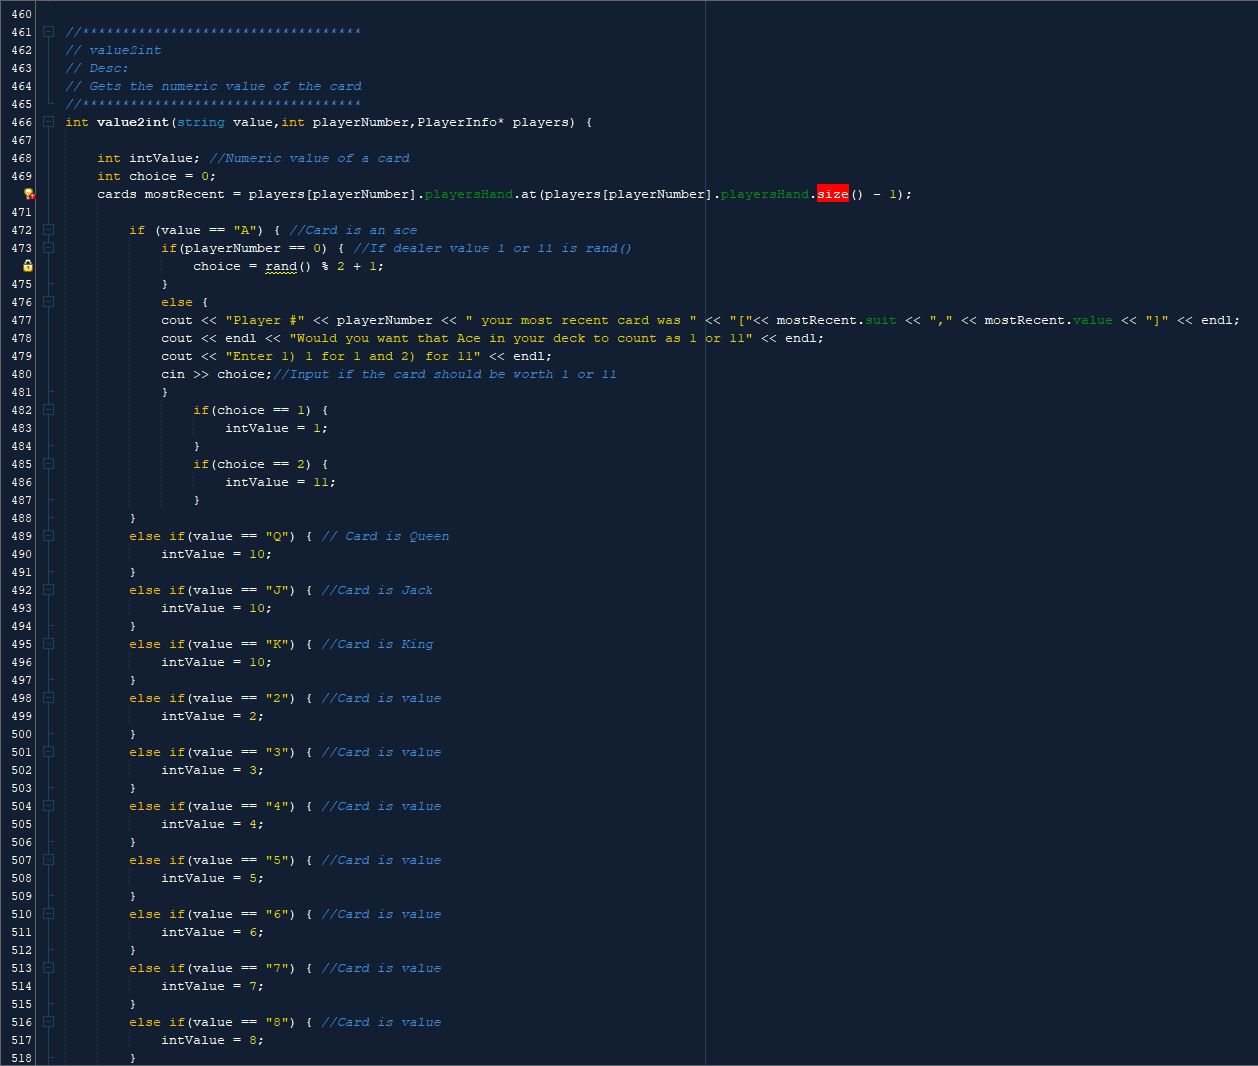 460
461 //***********************************
462 // value2int
463 // Desc:
464 // Gets the numeric value of the card
465 //***********************************
466 int value2int(string value,int playerNumber,PlayerInfo* players) {
467
468 int intValue; //Numeric value of a card
469 int choice = 0;
cards mostRecent = players[playerNumber].playersHand.at(players[playerNumber].playersHand.size() - 1);
471
472 if (value == "A") { //Card is an ace
473 if(playerNumber == 0) { //If dealer value 1 or 11 is rand()
choice = rand() % 2 + 1;
475 }
476 else {
477 cout << "Player #" << playerNumber << " your most recent card was " << "["<< mostRecent.suit << "," << mostRecent.value << "]" << endl;
478 cout << endl << "Would you want that Ace in your deck to count as 1 or 11" << endl;
479 cout << "Enter 1) 1 for 1 and 2) for 11" << endl;
480 cin >> choice;//Input if the card should be worth 1 or 11
481 }
482 if(choice == 1) {
483 intValue = 1;
484 }
485 if(choice == 2) {
486 intValue = 11;
487 }
488 }
489 else if(value == "Q") { // Card is Queen
490 intValue = 10;
491 }
492 else if(value == "J") { //Card is Jack
493 intValue = 10;
494 }
495 else if(value == "K") { //Card is King
496 intValue = 10;
497 }
498 else if(value == "2") { //Card is value
499 intValue = 2;
500 }
501 else if(value == "3") { //Card is value
502 intValue = 3;
503 }
504 else if(value == "4") { //Card is value
505 intValue = 4;
506 }
507 else if(value == "5") { //Card is value
508 intValue = 5;
509 }
510 else if(value == "6") { //Card is value
511 intValue = 6;
512 }
513 else if(value == "7") { //Card is value
514 intValue = 7;
515 }
516 else if(value == "8") { //Card is value
517 intValue = 8;
518 }